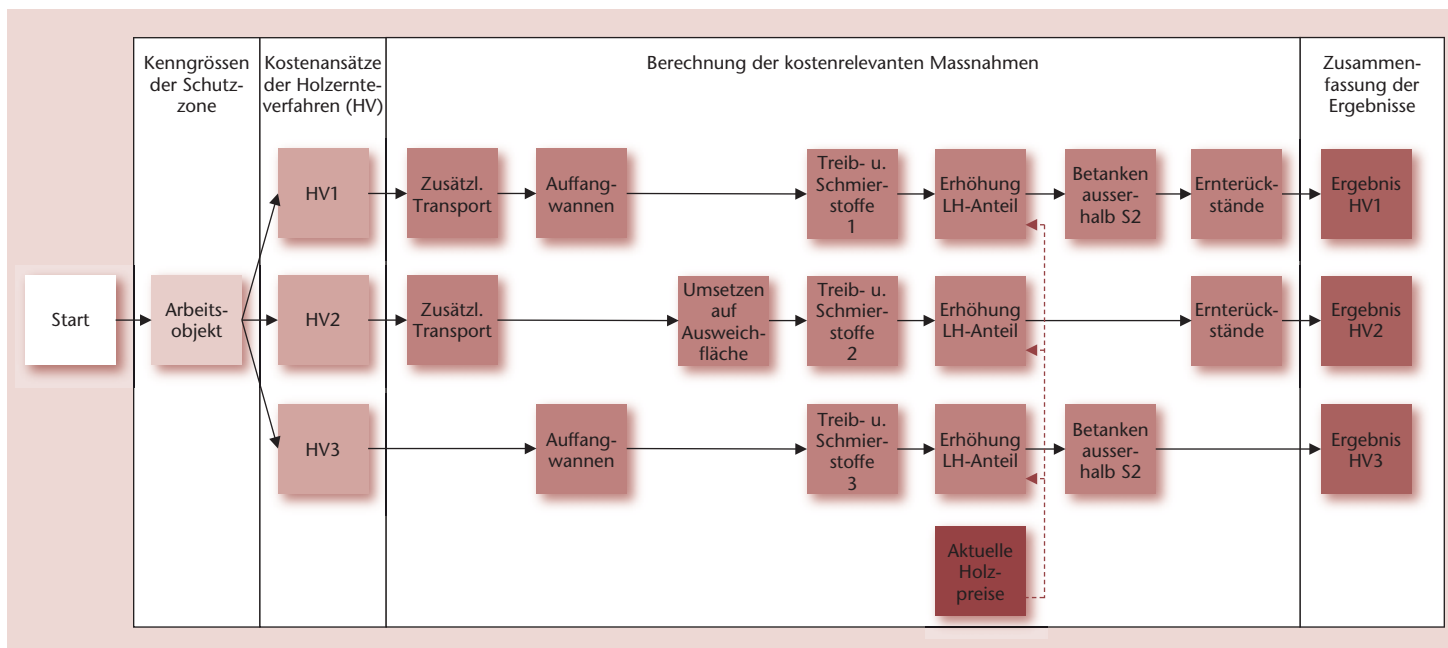 Kenngrössen
der Schutz-
zone
Kostenansätze
der Holzernte-
verfahren (HV)
Berechnung der kostenrelevanten Massnahmen
Zusammen-
fassung der
Ergebnisse
HV1
Zusätzl.
Transport
Auffang-
wannen
Treib- u.
Schmier-
stoffe
1
Erhöhung
LH-Anteil
Betanken
ausser-
halb S2
Ernterück-
stände
Ergebnis
HV1
Start
Arbeits-
objekt
HV2
Zusätzl.
Transport
Umsetzen
auf
Ausweich-
fläche
Treib- u.
Schmier-
stoffe
2
Erhöhung
LH-Anteil
Ernterück-
stände
Ergebnis
HV2
HV3
Auffang-
wannen
Treib- u.
Schmier-
stoffe
3
Erhöhung
LH-Anteil
Betanken
ausser-
halb S2
Ergebnis
HV3
Aktuelle
Holz-
preise